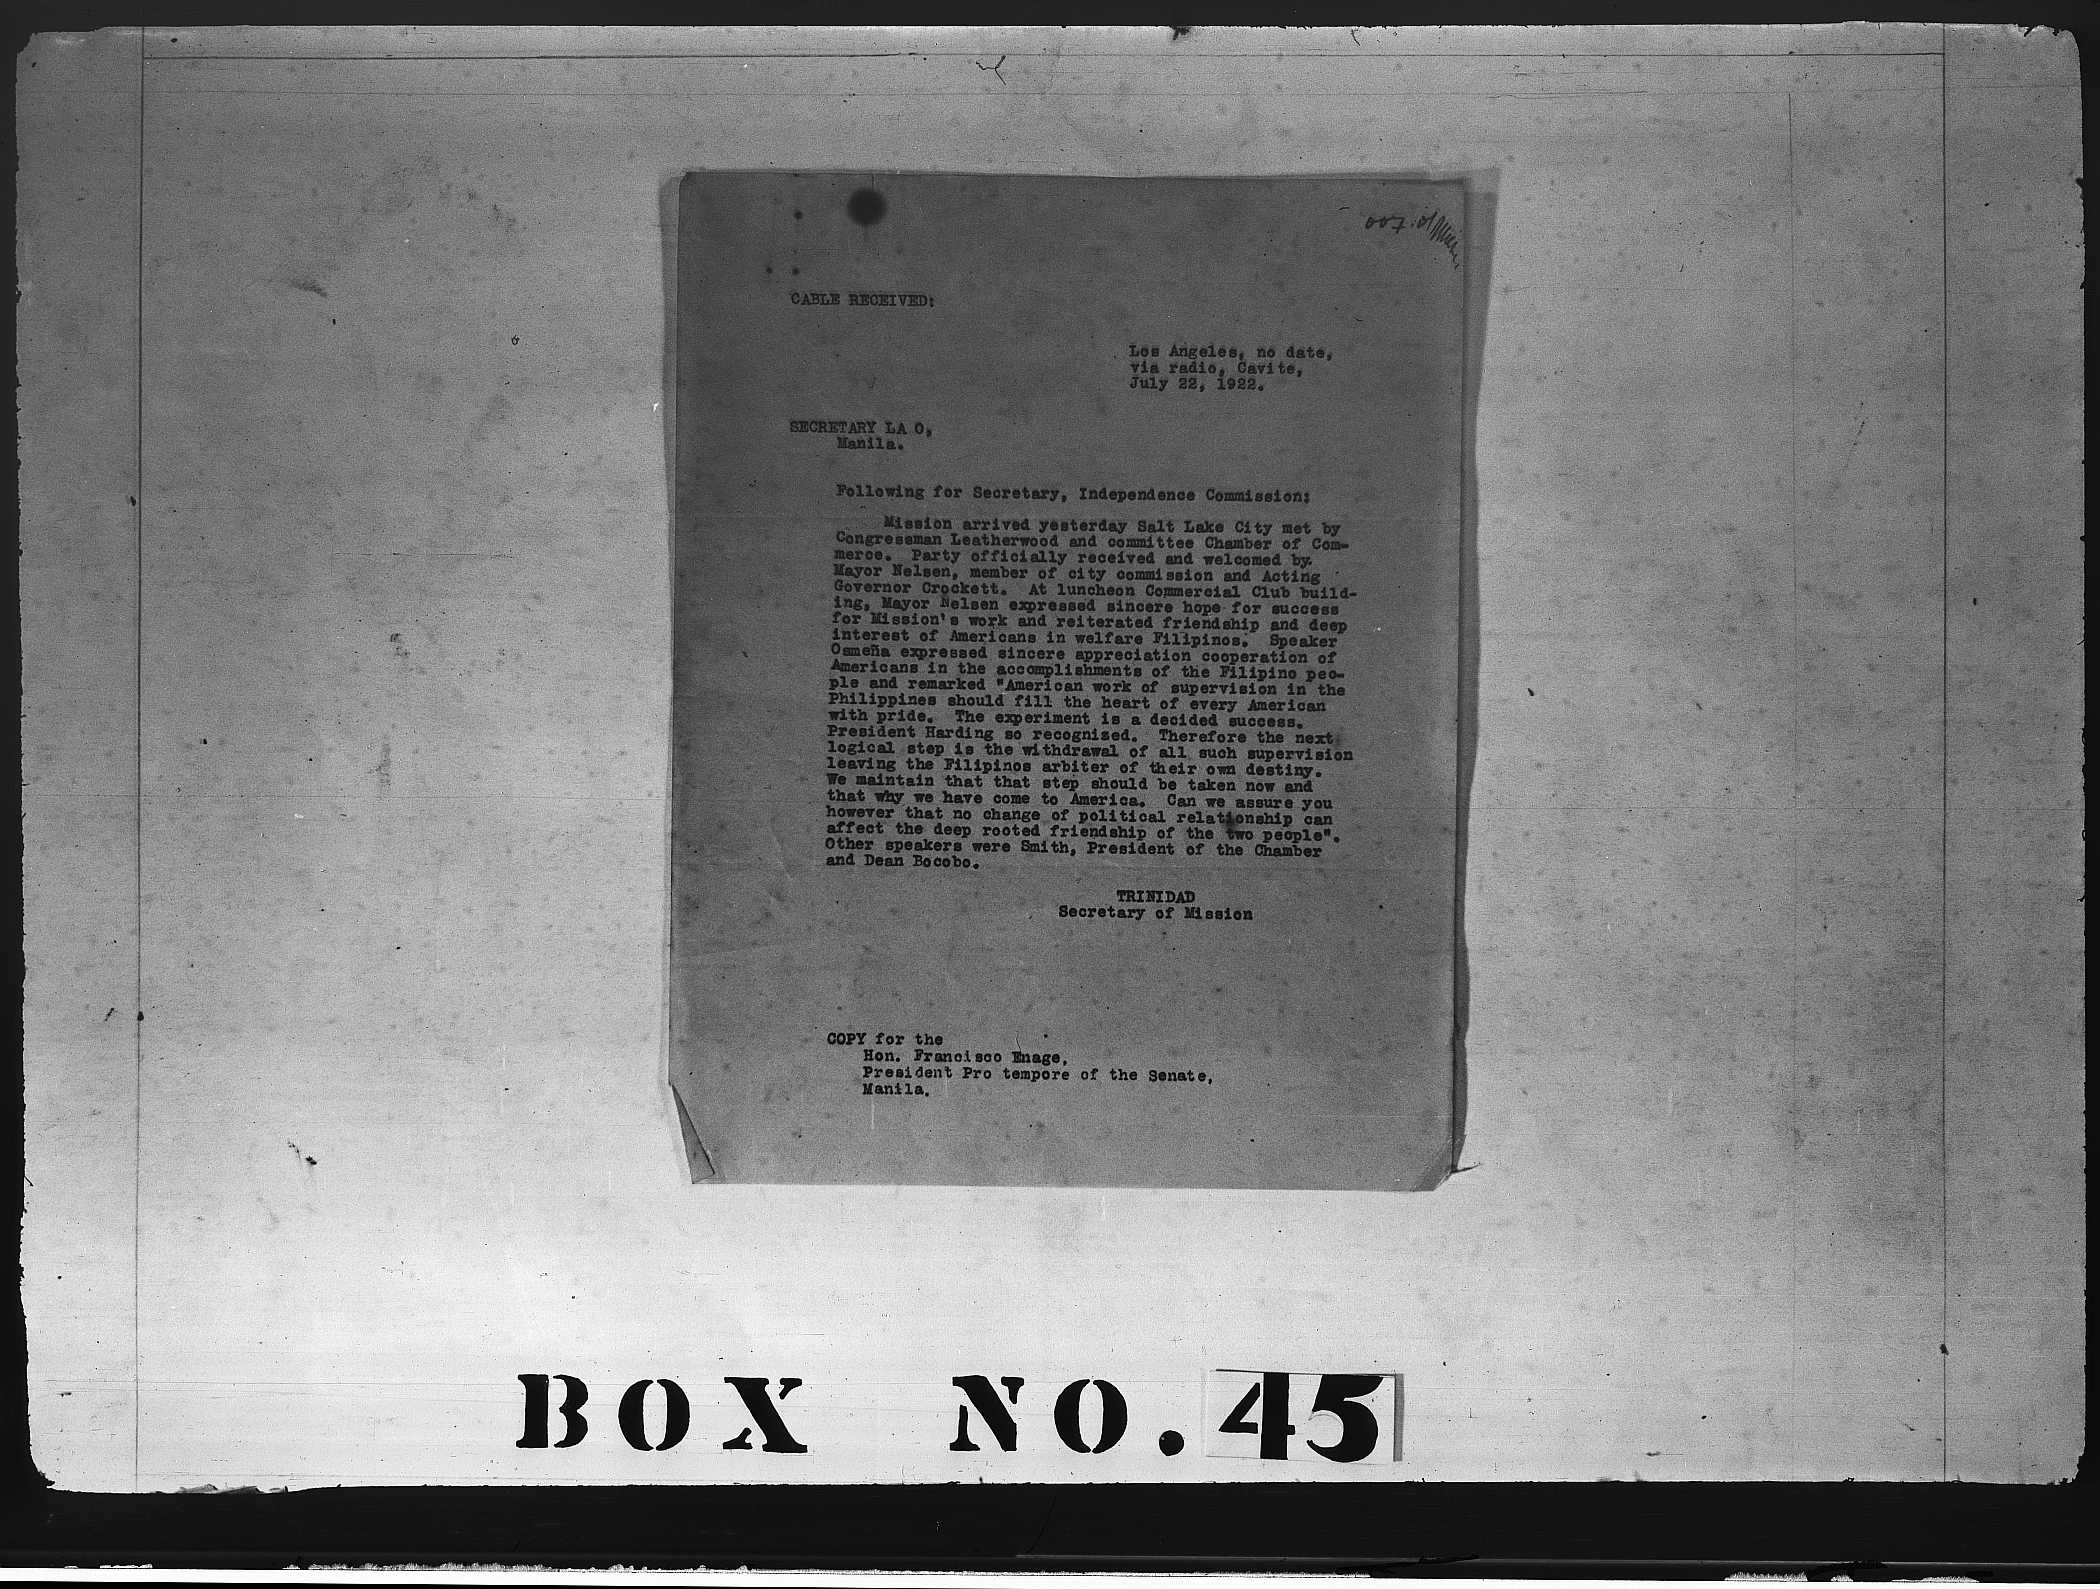 CABLE RECEIVED:
Los Angeles, no date,
via radio, Cavite,
July 22, 1922.
SECRETARY LA O,
Manila.
Following for Secretary, Independence Commission:
Mission arrived yesterday Salt Lake City met by
Congressman Leatherwood and committee Chamber of Com-
merce. Party officially received and welcomed by
Mayor Nelsen, member of city commission and Acting
Governor Crockett. At luncheon Commercial Club build-
ing, Mayor Nelsen expressed sincere hope for success
for Mission's work and reiterated friendship and deep
interest of Americans in welfare Filipinos. Speaker
Osmeña expressed sincere appreciation cooperation of
Americans in the accomplishments of the Filipino peo-
ple and remarked "American work of supervision in the
Philippines should fill the heart of every American
with pride. The experiment is a decided success.
President Harding so recognized. Therefore the next
logical step is the withdrawal of all such supervision
leaving the Filipinos arbiter of their own destiny.
We maintain that that step should be taken now and
that why we have come to America. Can we assure you
however that no change of political relationship can
affect the deep rooted friendship of the two people".
Other speakers were Smith, President of the Chamber
and Dean Bocobo.
TRINIDAD
Secretary of Mission
COPY for the
Hon. Francisco Enage,
President Pro tempore of the Senate,
Manila.
BOX NO. 45